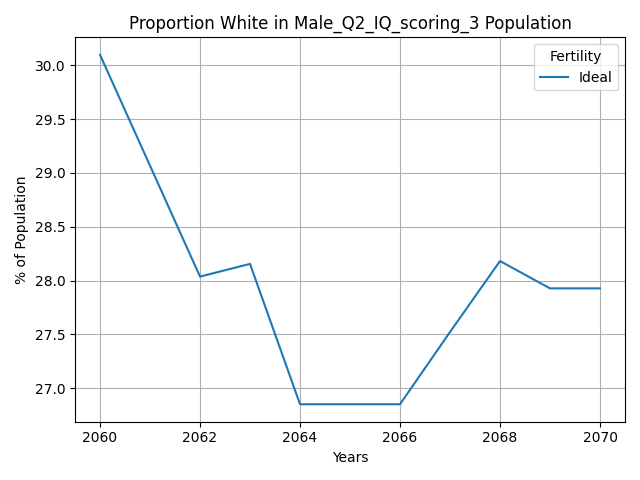 Proportion White in Male_Q2_IQ_scoring_3 Population
Fertility
Ideal
30.0
29.5
29.0
28.5
28.0
27.5
27.0
% of Population
2060 2062 2064 2066 2068 2070
Years